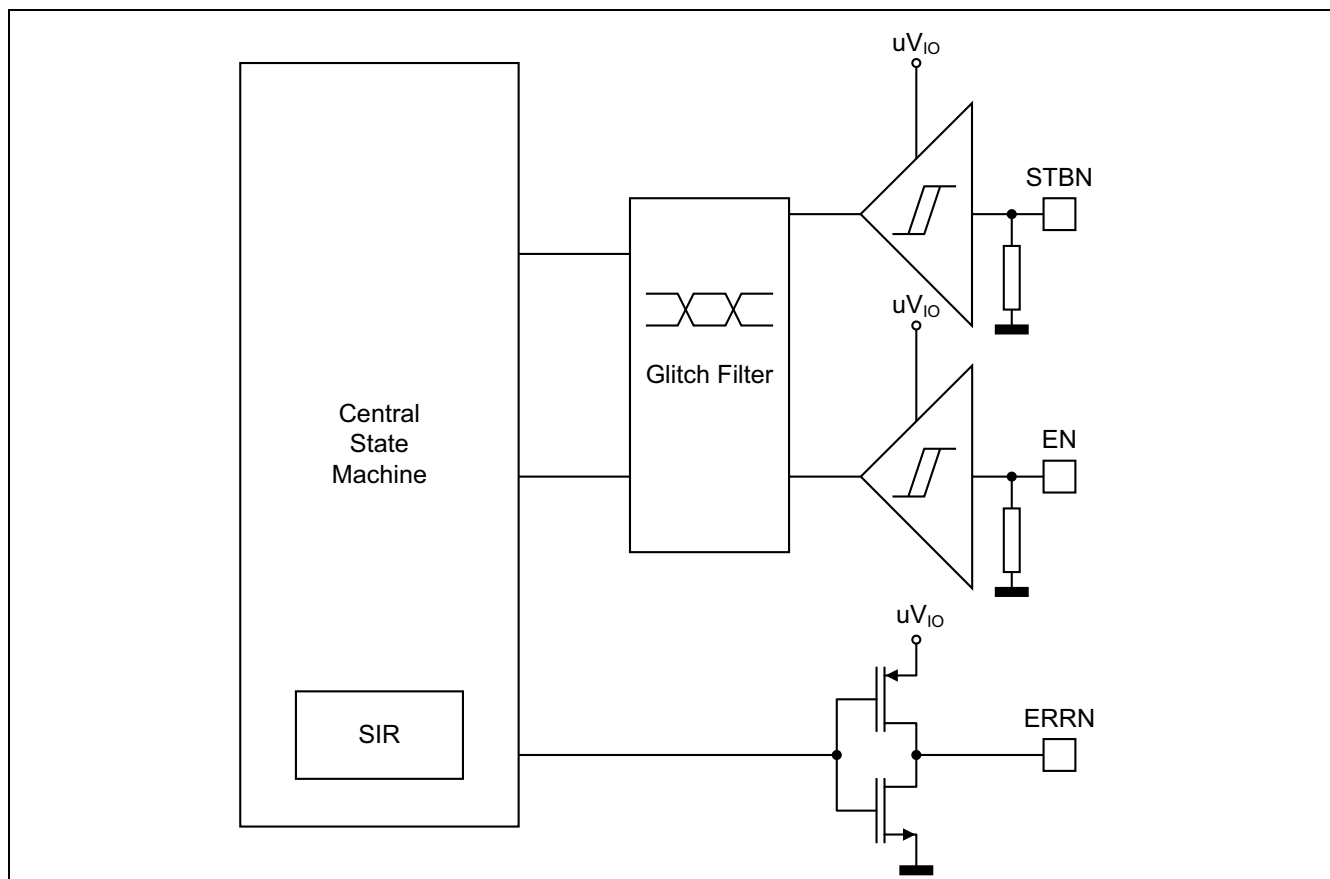 uV_IO
STBN
uV_IO
Glitch Filter
Central
State
Machine
EN
uV_IO
SIR
ERRN